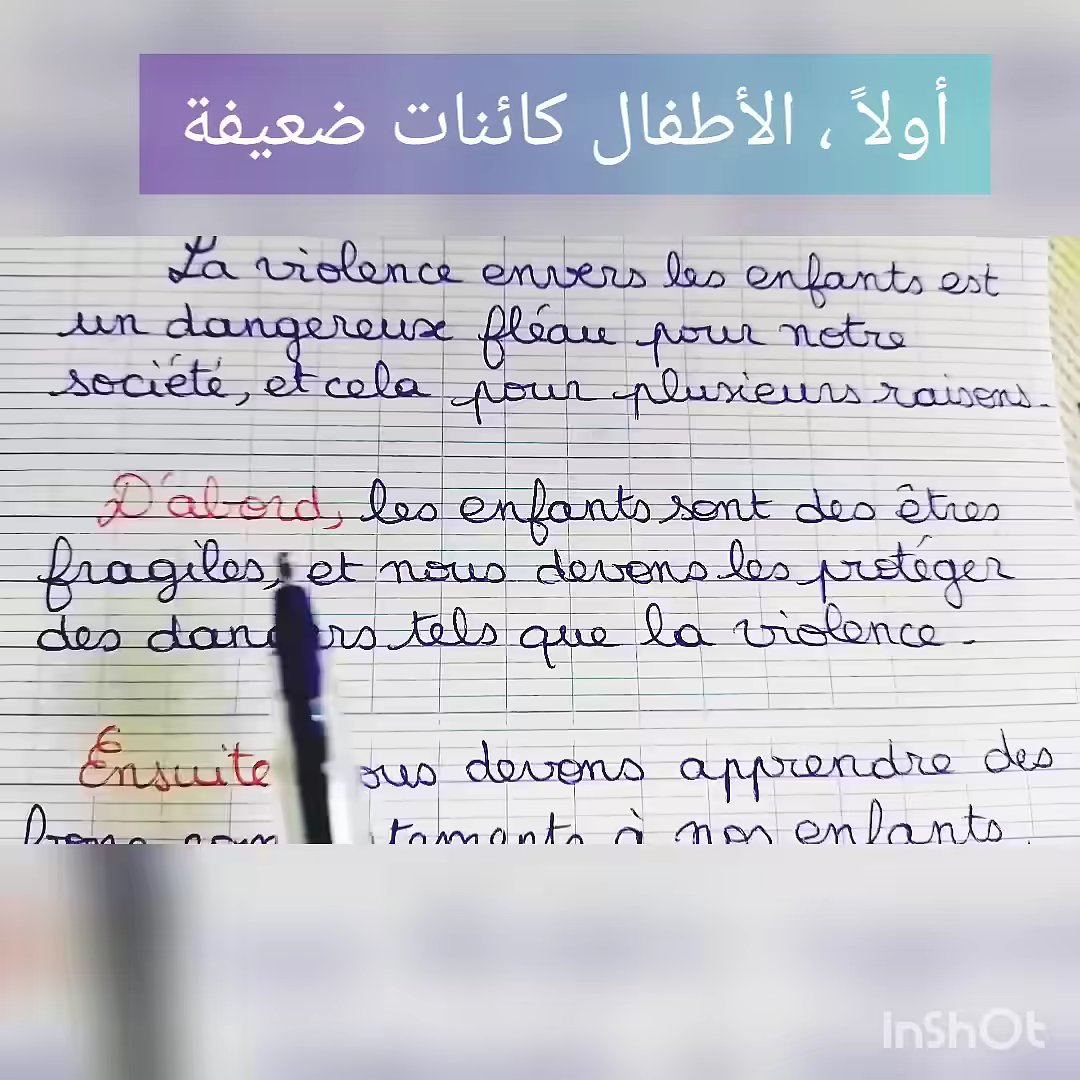 أولاً ، الأطفال كائنات ضعيفة
La violence envers les enfants est
un dangereux fléau pour notre
société, et cela pour plusieurs raisons.
D'abord, les enfants sont des êtres
fragiles, et nous devons les protéger
des tels que la violence.
Ensuite devons apprendre des
à nos enfants
InShOt